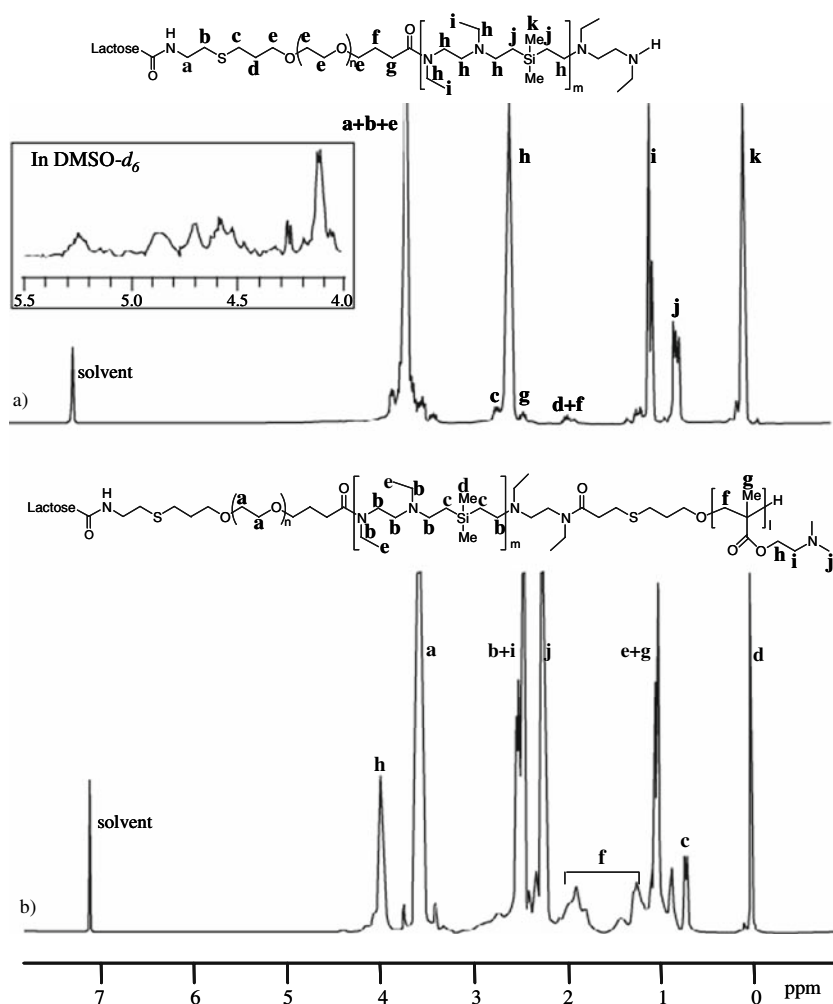 i
k
H
b
c
e
e
f
O
h
j
Me
j
Lactose
N
S
O
O
N
N
Si
N
N
H
O
a
d
e
n
e
g
h
h
h
Me
h
m
h
i
a+b+e
h
i
k
In DMSO-d6
5.5
5.0
4.5
4.0
j
solvent
c
g
d+f
a)
e
g
H
a
O
b
b
c
d
Me
c
O
f
Me
H
Lactose
N
S
O
O
N
N
Si
N
N
S
O
l
O
a
n
b
b
b
Me
b
m
O
O
N
b
e
h
i
j
a
b+i
j
e+g
d
h
solvent
f
c
b)
7
6
5
4
3
2
1
0
ppm